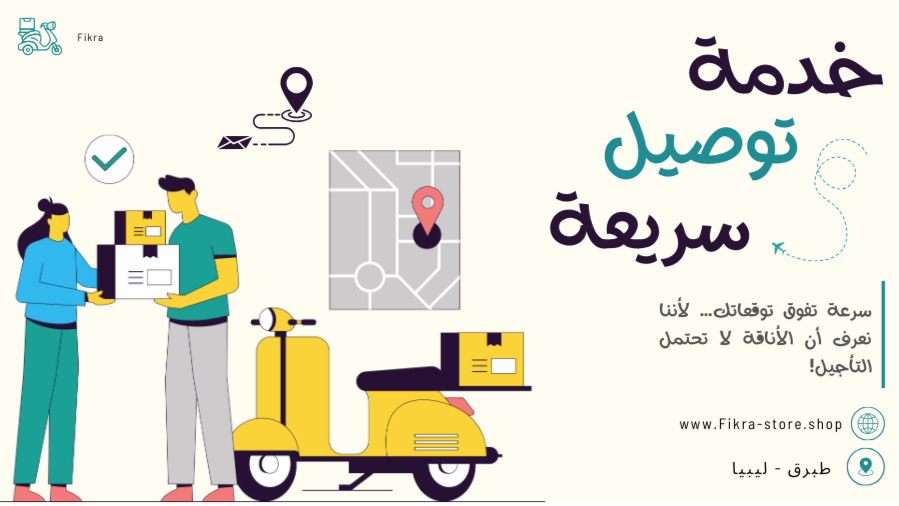 Fikra
خدمة
توصيل
سريعة
سرعة تفوق توقعاتك... لأننا
نعرف أن الأناقة لا تحتمل
التأجيل!
www.Fikra-store.shop
طبرق - ليبيا